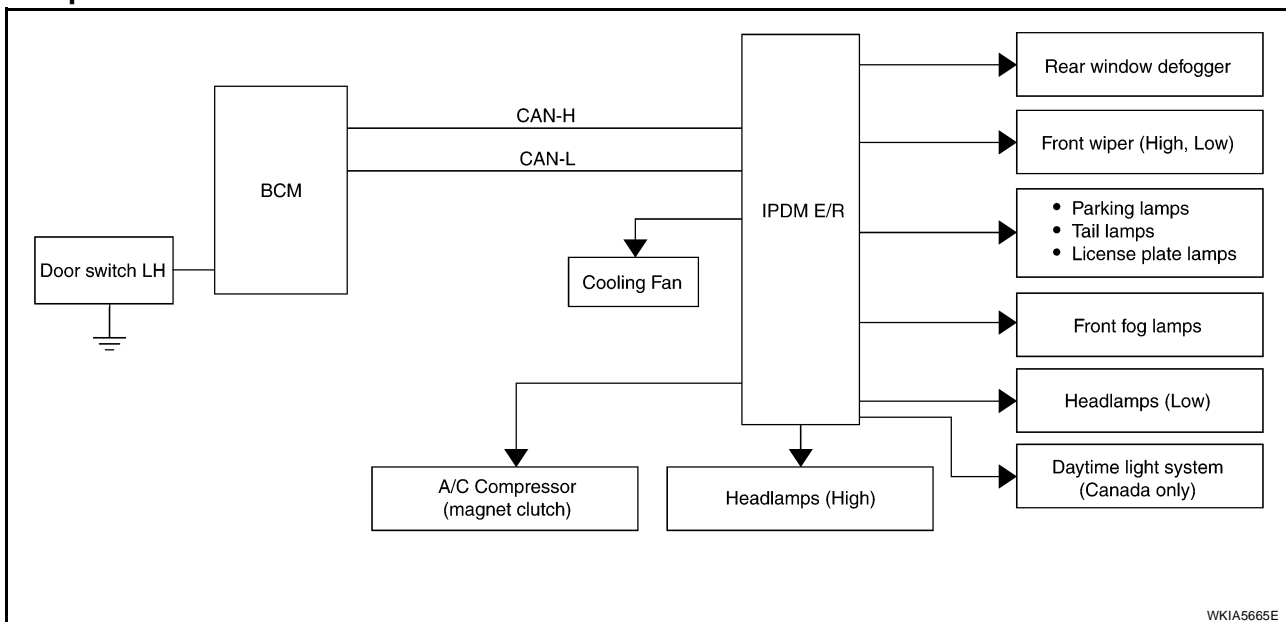 CAN-H
CAN-L
BCM
IPDM E/R
Door switch LH
Cooling Fan
A/C Compressor
(magnet clutch)
Headlamps (High)
Rear window defogger
Front wiper (High, Low)
• Parking lamps
• Tail lamps
• License plate lamps
Front fog lamps
Headlamps (Low)
Daytime light system
(Canada only)
WKIA5665E